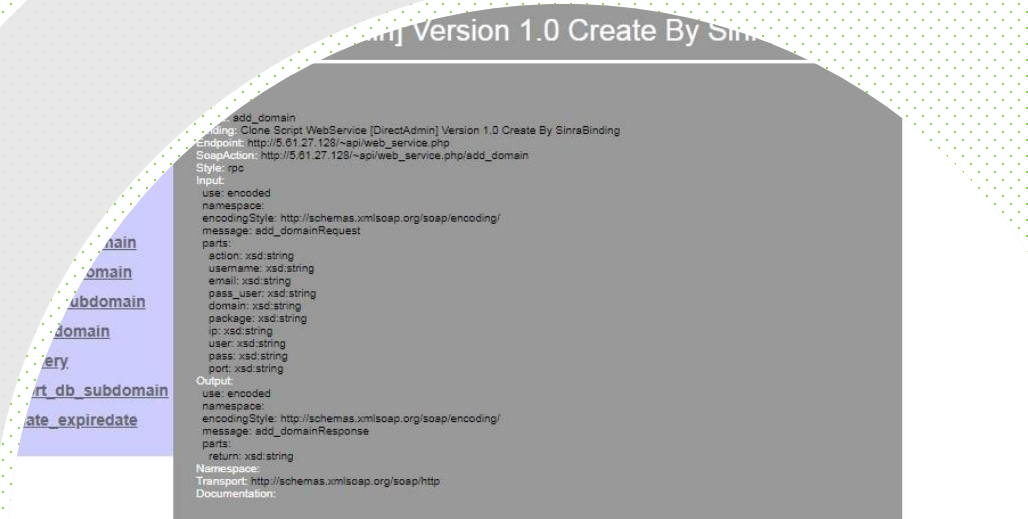 Version 1.0 Create By
add_domain
Clone Script WebService [DirectAdmin] Version 1.0 Create By SinraBinding
Endpoint: http://5.61.27.128/~api/web_service.php
SoapAction: http://5.61.27.128/~api/web_service.php/add_domain
Style: rpc
Input:
use: encoded
namespace:
encodingStyle: http://schemas.xmlsoap.org/soap/encoding/
message: add_domainRequest
parts:
action: xsd:string
username: xsd:string
email: xsd:string
pass_user: xsd:string
domain: xsd:string
package: xsd:string
ip: xsd:string
user: xsd:string
pass: xsd:string
port: xsd:string
Output:
use: encoded
namespace:
encodingStyle: http://schemas.xmlsoap.org/soap/encoding/
message: add_domainResponse
parts:
return: xsd:string
Namespace:
Transport: http://schemas.xmlsoap.org/soap/http
Documentation:
main
omain
ubdomain
domain
ery
rt_db_subdomain
ate_expiredate